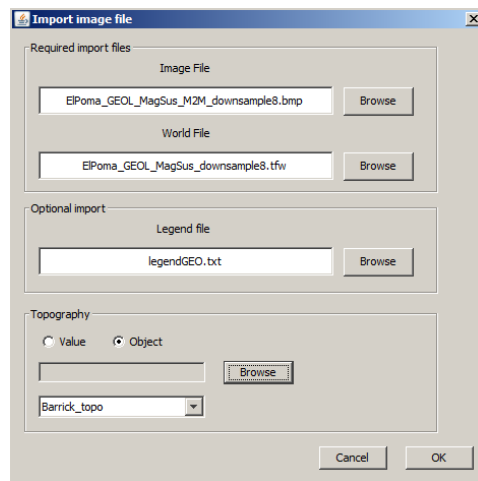 Import image file
Required import files
Image File
ElPoma_GEOL_MagSus_M2M_downsample8.bmp Browse
World File
ElPoma_GEOL_MagSus_downsample8.tfw Browse
Optional import
Legend file
legendGEO.txt Browse
Topography
Value Object
Browse
Barrick_topo
Cancel OK